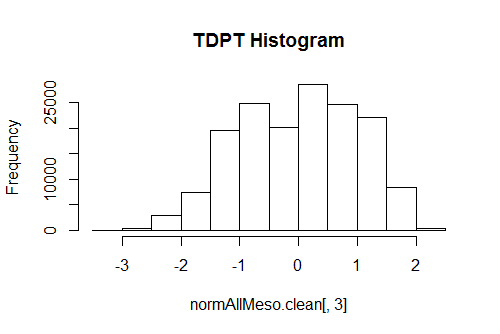 TDPT Histogram
Frequency
25000
10000
0
-3 -2 -1 0 1 2
normAllMeso.clean[, 3]